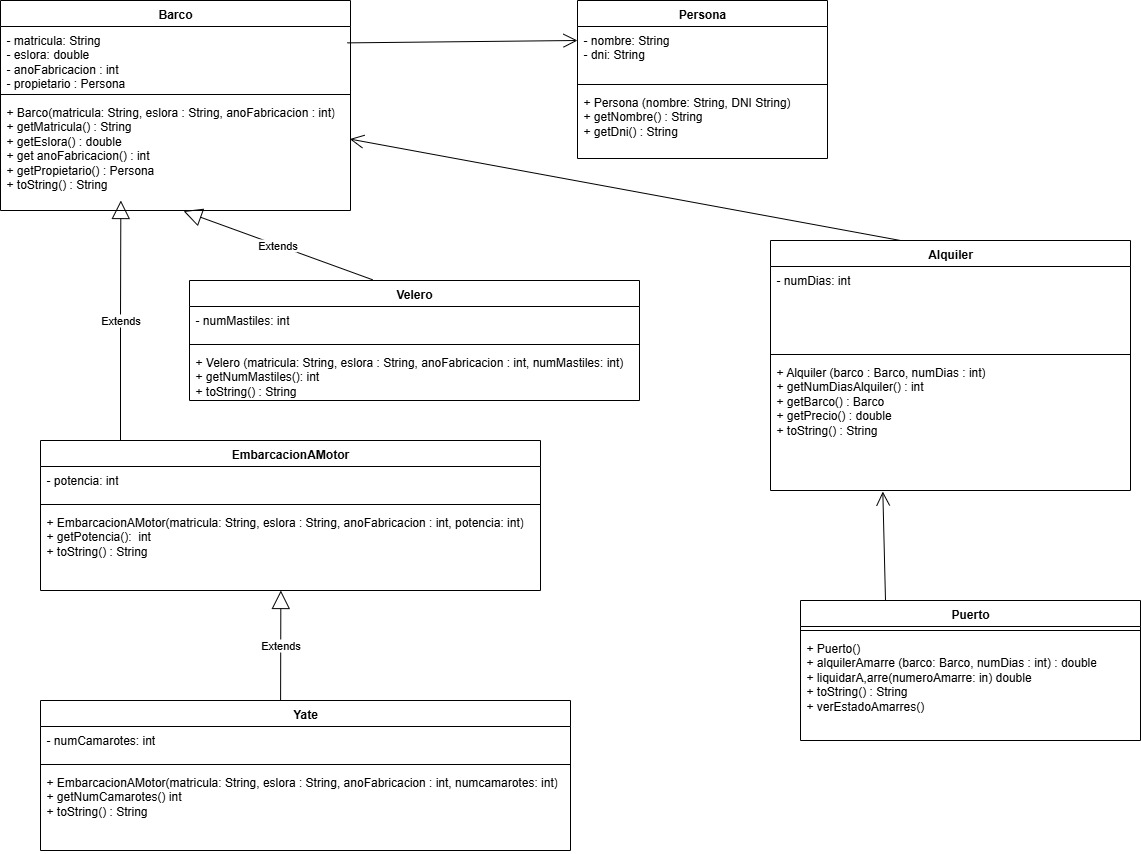 Barco
- matricula: String
- eslora: double
- anoFabricacion : int
- propietario : Persona
+ Barco(matricula: String, eslora : String, anoFabricacion : int)
+ getMatricula() : String
+ getEslora() : double
+ get anoFabricacion() : int
+ getPropietario() : Persona
+ toString() : String
Persona
- nombre: String
- dni: String
+ Persona (nombre: String, DNI String)
+ getNombre() : String
+ getDni() : String
Extends
Extends
Velero
- numMastiles: int
+ Velero (matricula: String, eslora : String, anoFabricacion : int, numMastiles: int)
+ getNumMastiles(): int
+ toString() : String
Alquiler
- numDias: int
+ Alquiler (barco : Barco, numDias : int)
+ getNumDiasAlquiler() : int
+ getBarco() : Barco
+ getPrecio() : double
+ toString() : String
EmbarcacionAMotor
- potencia: int
+ EmbarcacionAMotor(matricula: String, eslora : String, anoFabricacion : int, potencia: int)
+ getPotencia():  int
+ toString() : String
Extends
Puerto
+ Puerto()
+ alquilerAmarre (barco: Barco, numDias : int) : double
+ liquidarA,arre(numeroAmarre: in) double
+ toString() : String
+ verEstadoAmarres()
Yate
- numCamarotes: int
+ EmbarcacionAMotor(matricula: String, eslora : String, anoFabricacion : int, numcamarotes: int)
+ getNumCamarotes() int
+ toString() : String